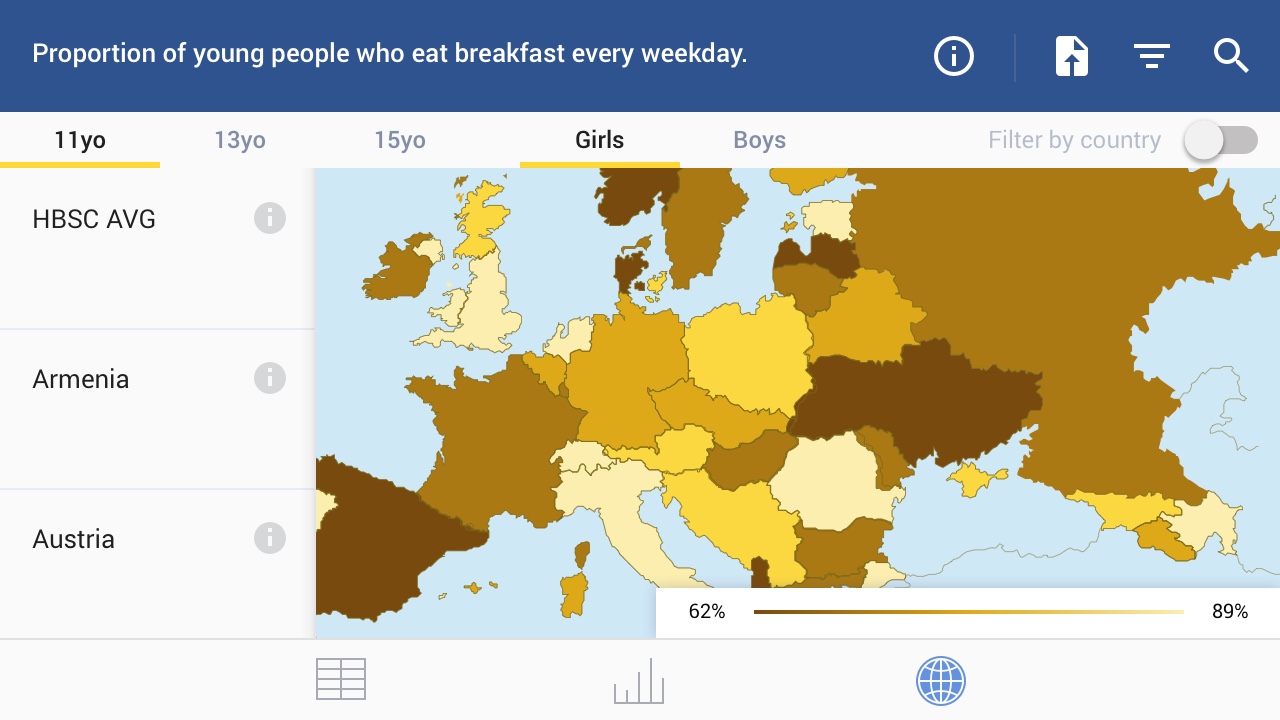 Proportion of young people who eat breakfast every weekday.
11yo 13yo 15yo Girls Boys Filter by country
HBSC AVG
Armenia
Austria
62% 89%